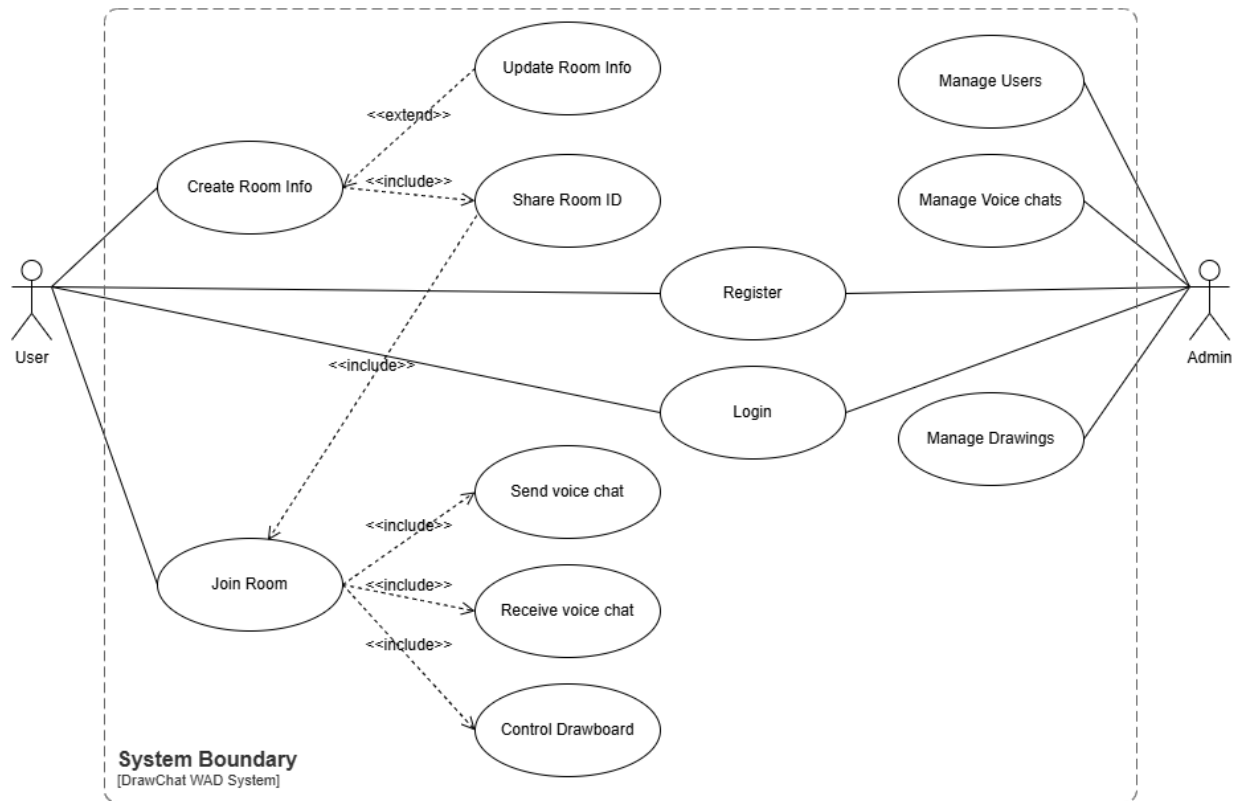 Update Room Info
Manage Users
<<extend>>
Create Room Info
<<include>>
Share Room ID
Manage Voice chats
Register
User
Admin
<<include>>
Login
Manage Drawings
Send voice chat
<<include>>
Join Room
<<include>>
Receive voice chat
<<include>>
Control Drawboard
System Boundary
[DrawChat WAD System]